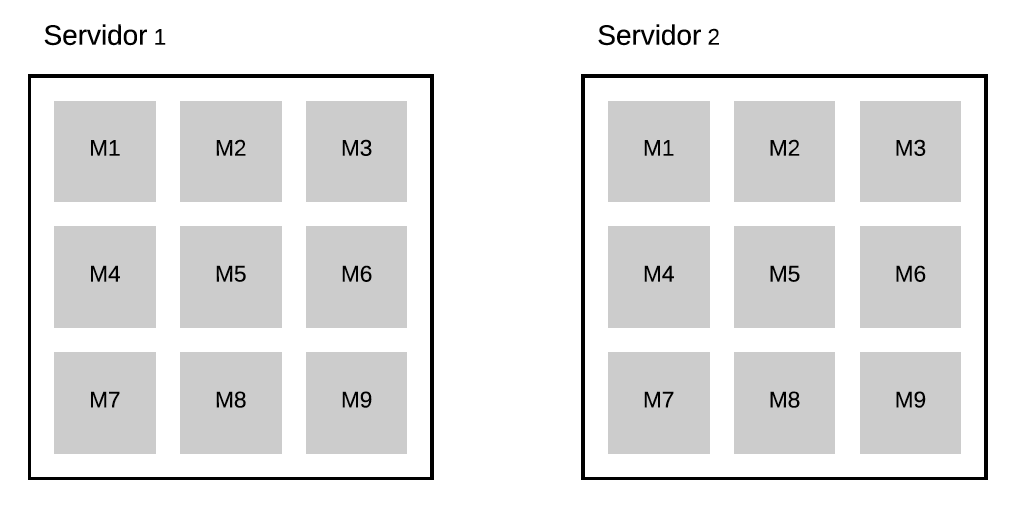 Servidor 1
Servidor 2
M1 M2 M3
M4 M5 M6
M7 M8 M9
M1 M2 M3
M4 M5 M6
M7 M8 M9